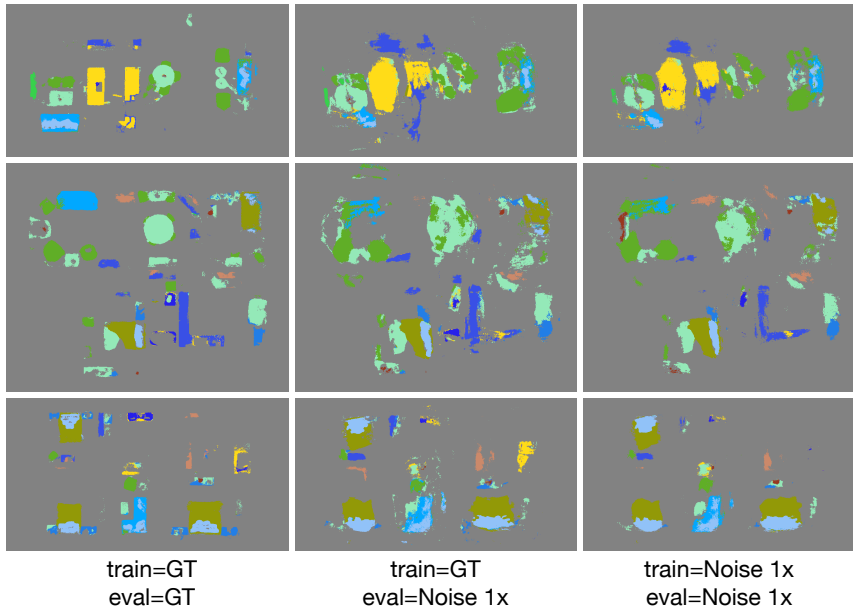 train=GT
eval=GT
train=GT
eval=Noise 1x
train=Noise 1x
eval=Noise 1x